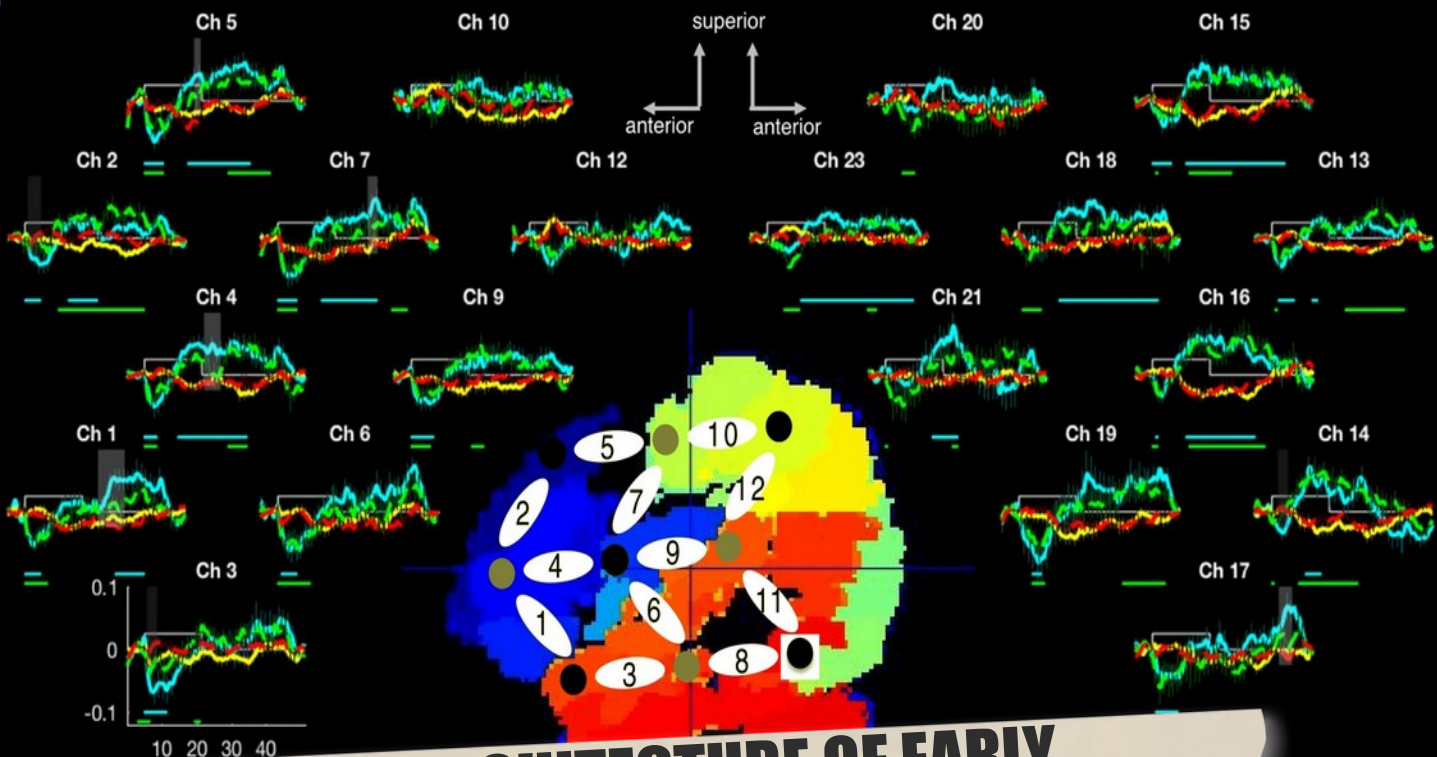 Ch 5
Ch 10
superior
Ch 20
Ch 15
anterior
anterior
Ch 2
Ch 7
Ch 12
Ch 23
Ch 18
Ch 13
Ch 4
Ch 9
Ch 21
Ch 16
Ch 1
Ch 6
5
10
Ch 19
Ch 14
2
7
12
4
9
Ch 3
0.1
1
6
11
Ch 17
0
3
8
-0.1
10 20 30 40
OF EARLY